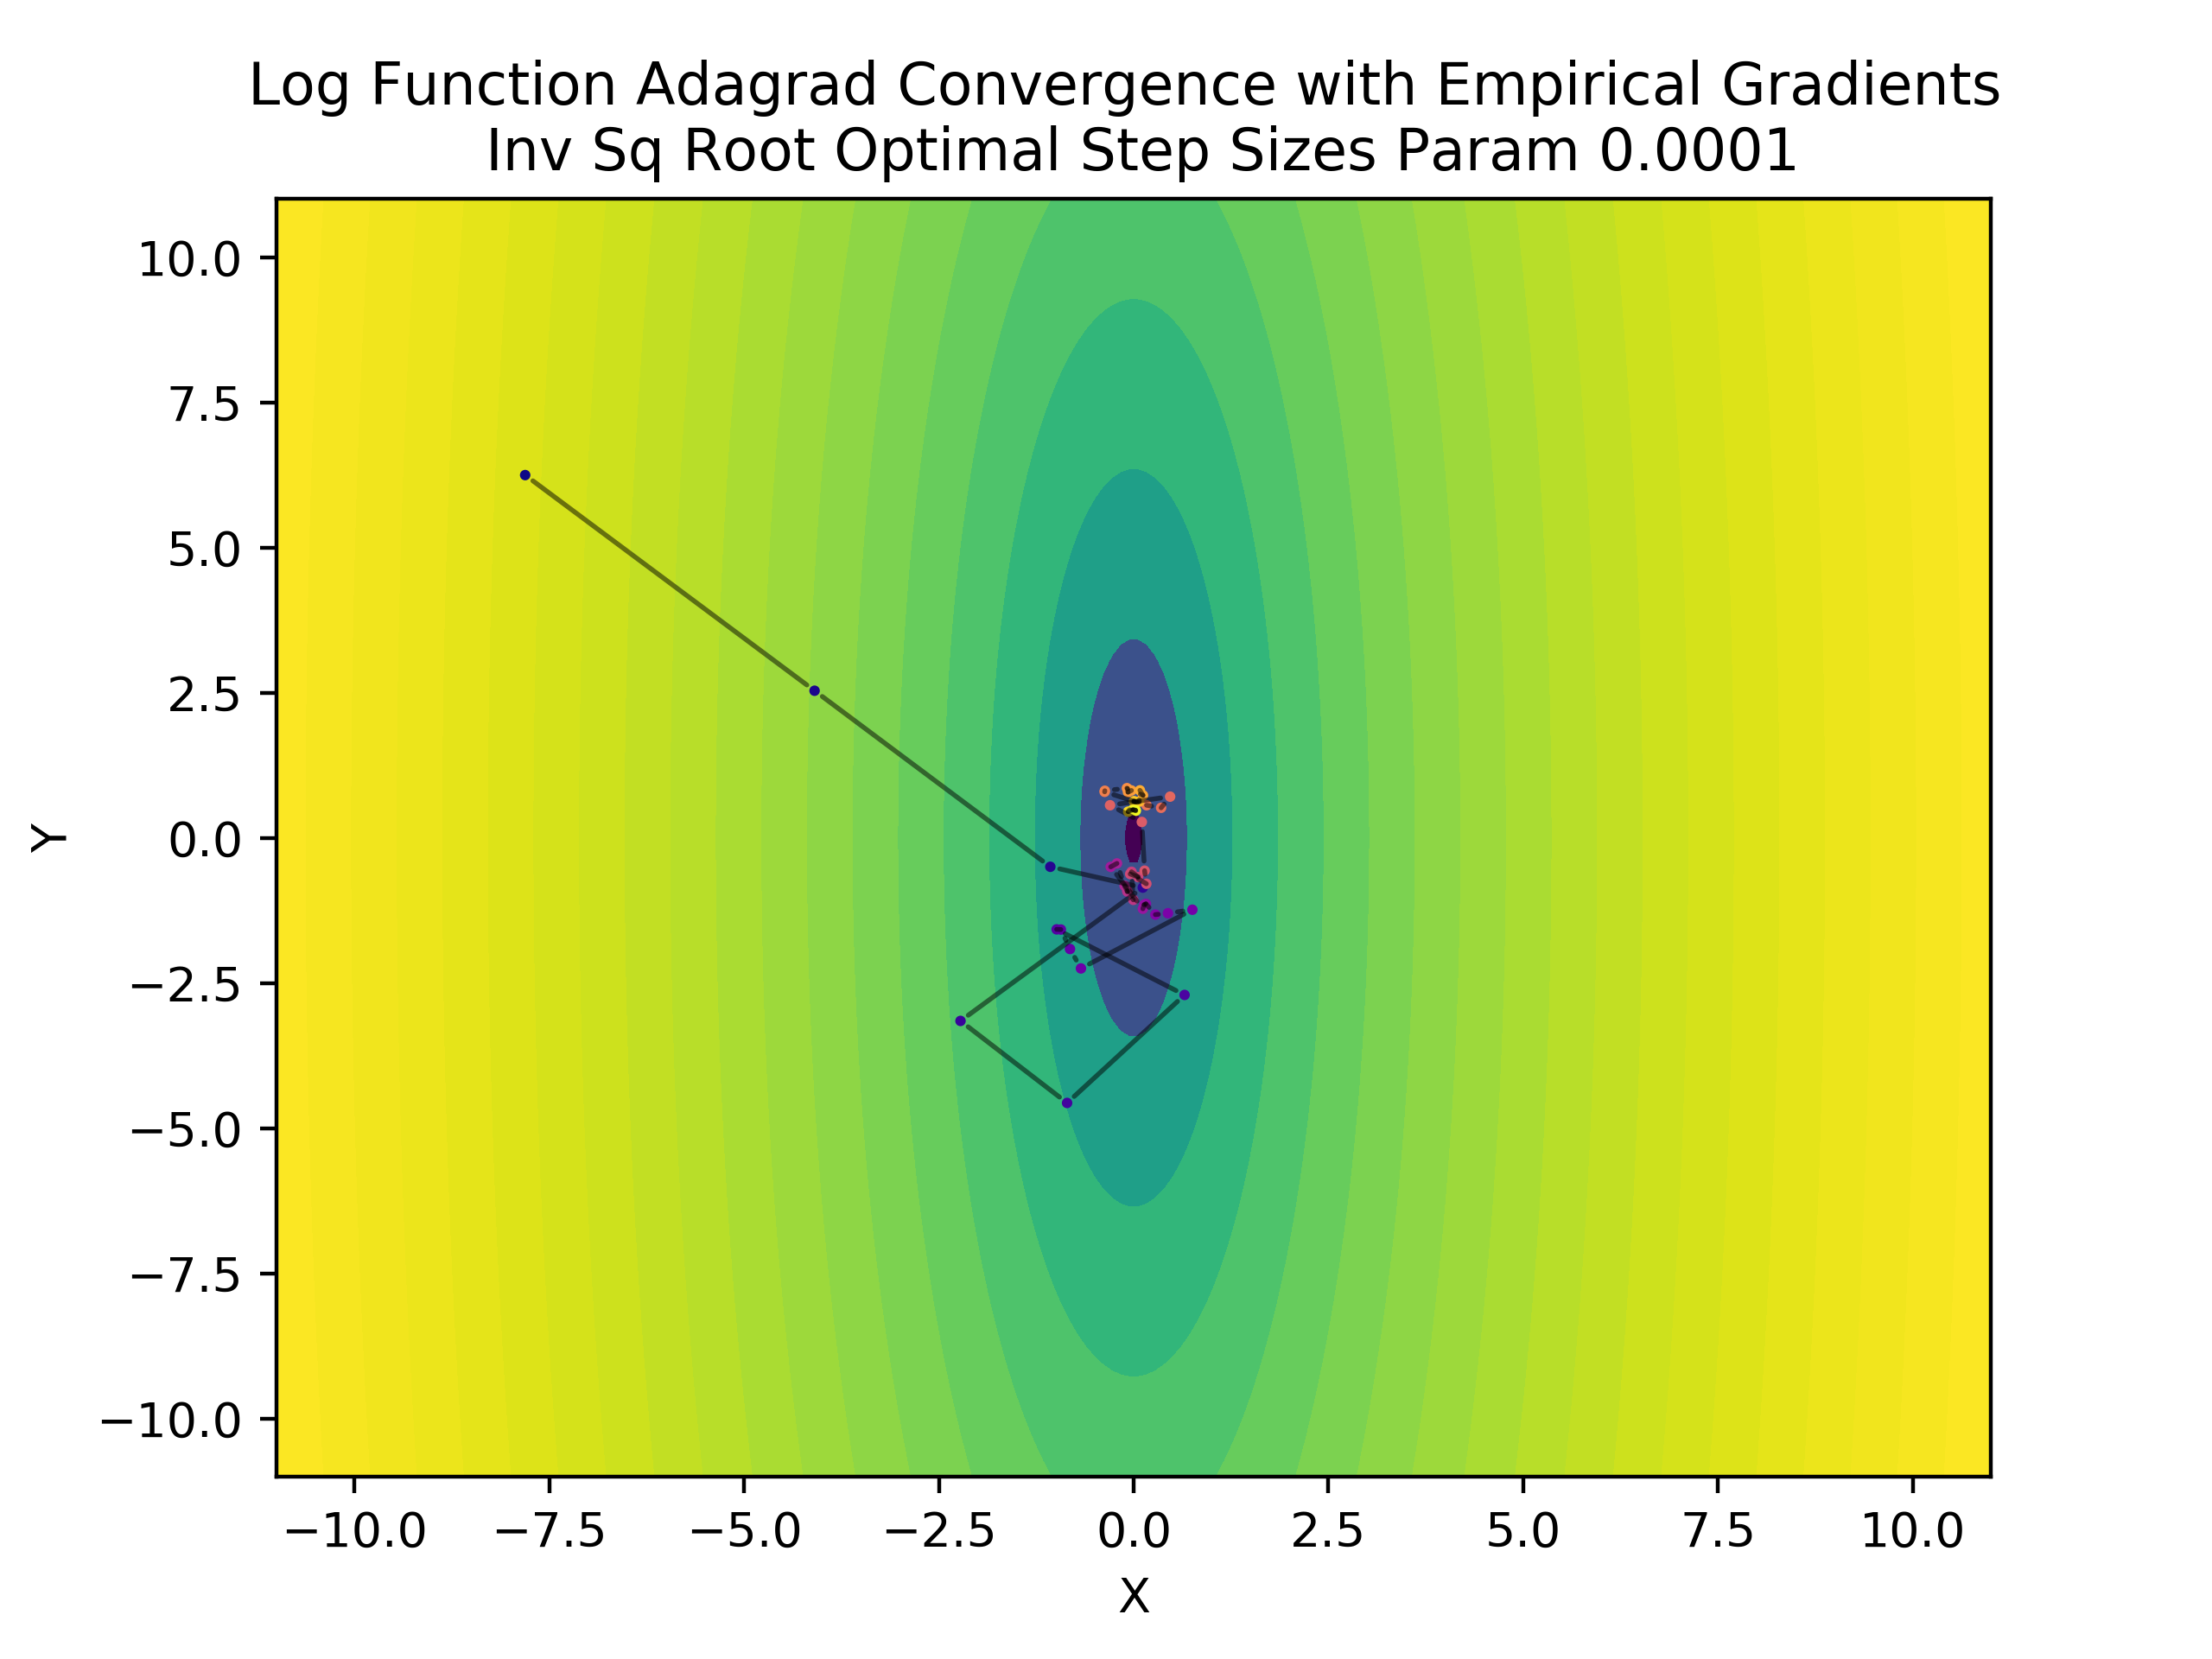 Log Function Adagrad Convergence with Empirical Gradients
Inv Sq Root Optimal Step Sizes Param 0.0001
10.0
7.5
5.0
2.5
0.0
−2.5
−5.0
−7.5
−10.0
Y
−10.0 −7.5 −5.0 −2.5 0.0 2.5 5.0 7.5 10.0
X